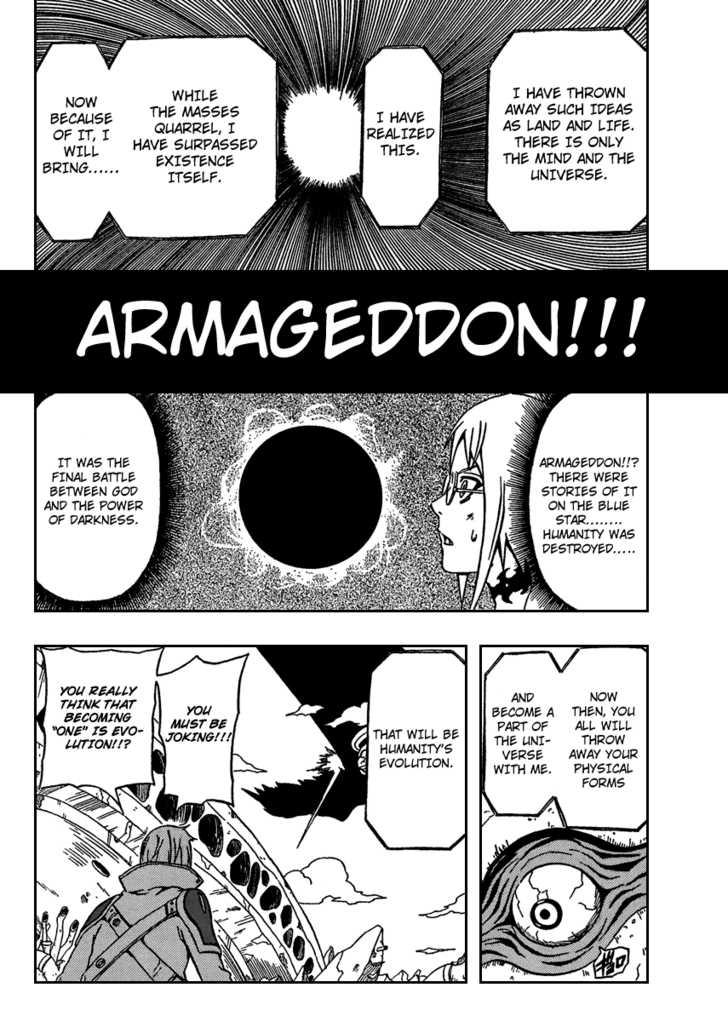 I HAVE THROWN
AWAY SUCH IDEAS
AS LAND AND LIFE.
THERE IS ONLY
THE MIND AND THE
UNIVERSE.
I HAVE
REALIZED
THIS.
WHILE
THE MASSES
QUARREL, I
HAVE SURPASSED
EXISTENCE
ITSELF.
NOW
BECAUSE
OF IT, I
WILL
BRING......
ARMAGEDDON!!!
ARMAGEDDON!!?
THERE WERE
STORIES OF IT
ON THE BLUE
STAR........
HUMANITY WAS
DESTROYED.....
IT WAS THE
FINAL BATTLE
BETWEEN GOD
AND THE POWER
OF DARKNESS.
NOW
THEN, YOU
ALL WILL
THROW
AWAY YOUR
PHYSICAL
FORMS
AND
BECOME A
PART OF
THE UNI-
VERSE
WITH ME.
THAT WILL BE
HUMANITY'S
EVOLUTION.
YOU
MUST BE
JOKING!!!
YOU REALLY
THINK THAT
BECOMING
"ONE" IS EVO-
LUTION!!?
ギョロ